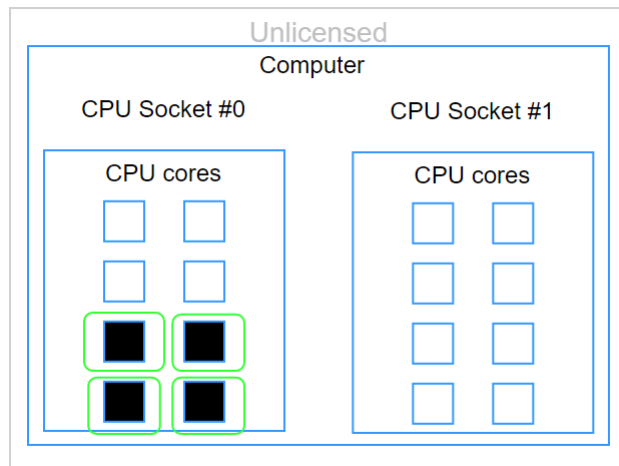 Unlicensed
Computer
CPU Socket #0
CPU Socket #1
CPU cores
CPU cores